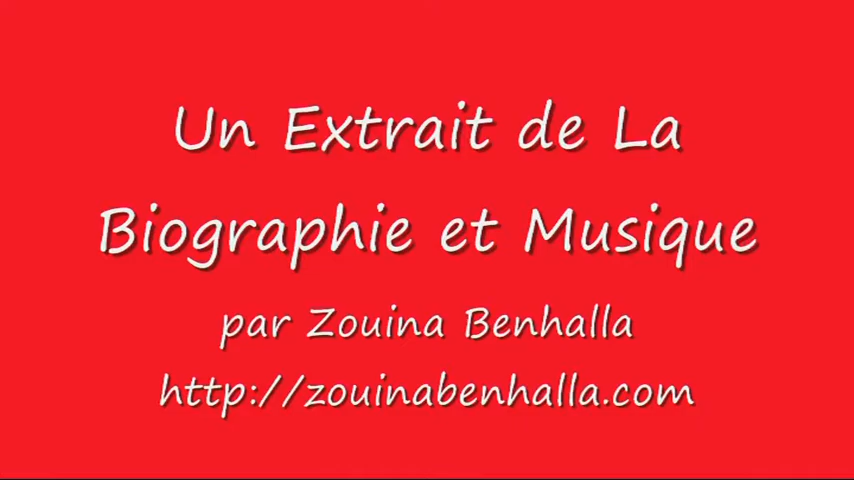 Un Extrait de La
Biographie et Musique
par Zouina Benhalla
http://zouinabenhalla.com